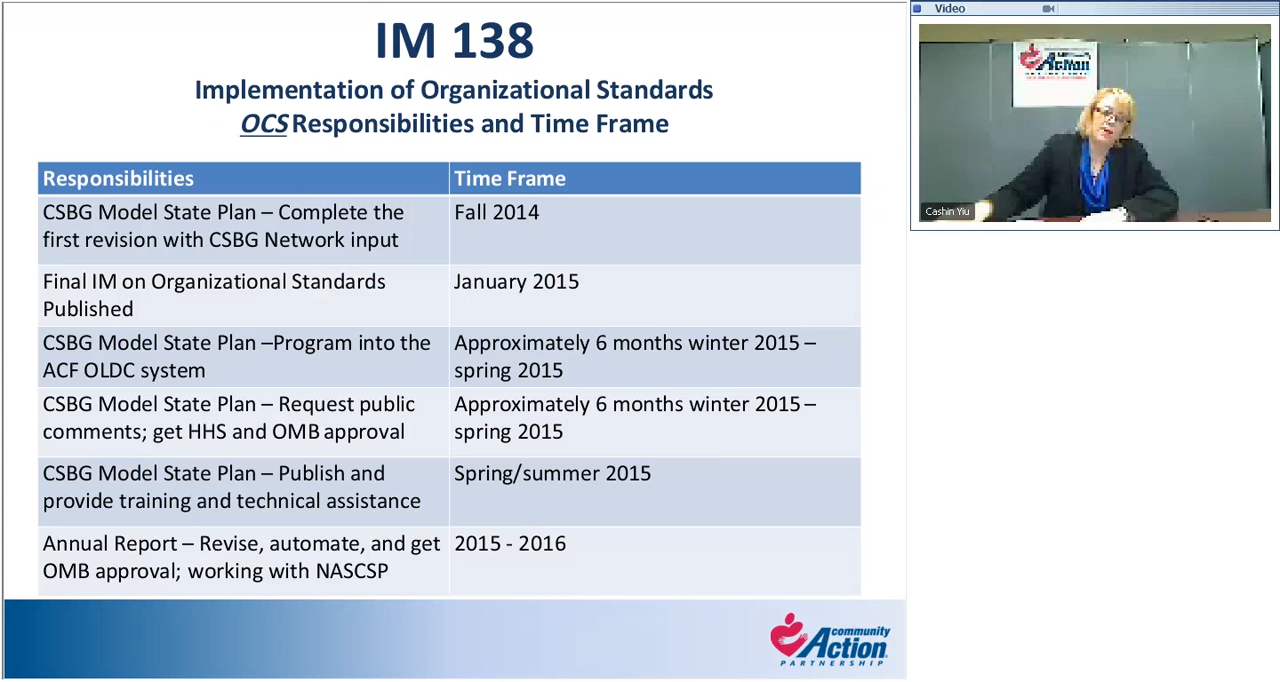 IM 138
Implementation of Organizational Standards
OCS Responsibilities and Time Frame
Responsibilities
Time Frame
CSBG Model State Plan – Complete the
first revision with CSBG Network input
Fall 2014
Final IM on Organizational Standards
Published
January 2015
CSBG Model State Plan –Program into the
ACF OLDC system
Approximately 6 months winter 2015 –
spring 2015
CSBG Model State Plan – Request public
comments; get HHS and OMB approval
Approximately 6 months winter 2015 –
spring 2015
CSBG Model State Plan – Publish and
provide training and technical assistance
Spring/summer 2015
Annual Report – Revise, automate, and get
OMB approval; working with NASCSP
2015 - 2016
community
Action
PARTNERSHIP
Video
Action
Cashin Yiu